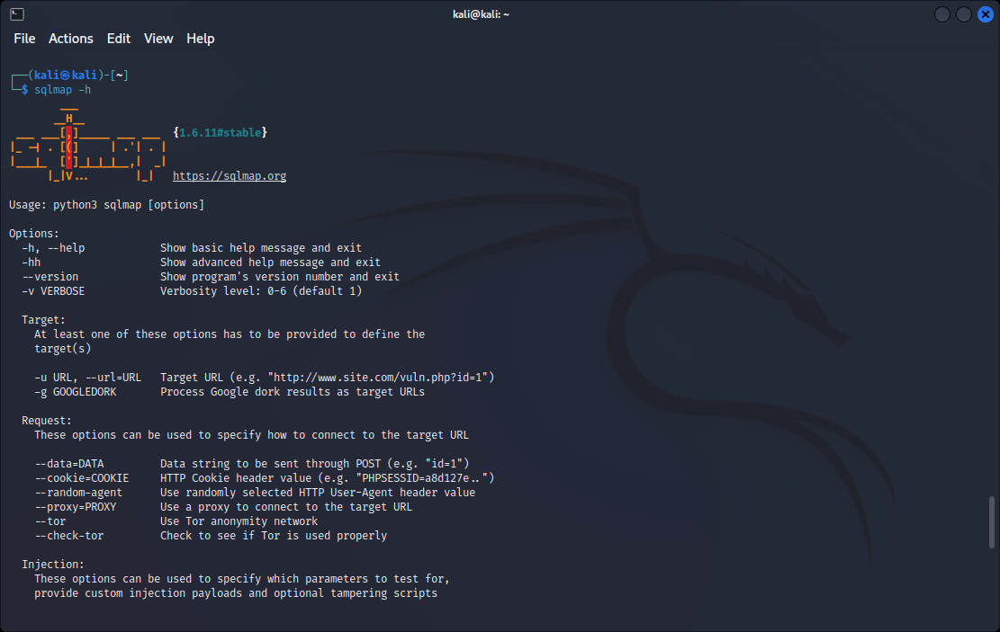 kali@kali: ~
File Actions Edit View Help
┌──(kali㉿kali)-[~]
└─$ sqlmap -h
        ___
       __H__
 ___ ___[,]_____ ___ ___  {1.6.11#stable}
|_ -| . [(]     | .'| . |
|___|_  [']_|_|_|__,|  _|
      |_|V...       |_|   https://sqlmap.org
Usage: python3 sqlmap [options]
Options:
  -h, --help            Show basic help message and exit
  -hh                   Show advanced help message and exit
  --version             Show program's version number and exit
  -v VERBOSE            Verbosity level: 0-6 (default 1)
  Target:
    At least one of these options has to be provided to define the
    target(s)
    -u URL, --url=URL   Target URL (e.g. "http://www.site.com/vuln.php?id=1")
    -g GOOGLEDORK       Process Google dork results as target URLs
  Request:
    These options can be used to specify how to connect to the target URL
    --data=DATA         Data string to be sent through POST (e.g. "id=1")
    --cookie=COOKIE     HTTP Cookie header value (e.g. "PHPSESSID=a8d127e..")
    --random-agent      Use randomly selected HTTP User-Agent header value
    --proxy=PROXY       Use a proxy to connect to the target URL
    --tor               Use Tor anonymity network
    --check-tor         Check to see if Tor is used properly
  Injection:
    These options can be used to specify which parameters to test for,
    provide custom injection payloads and optional tampering scripts